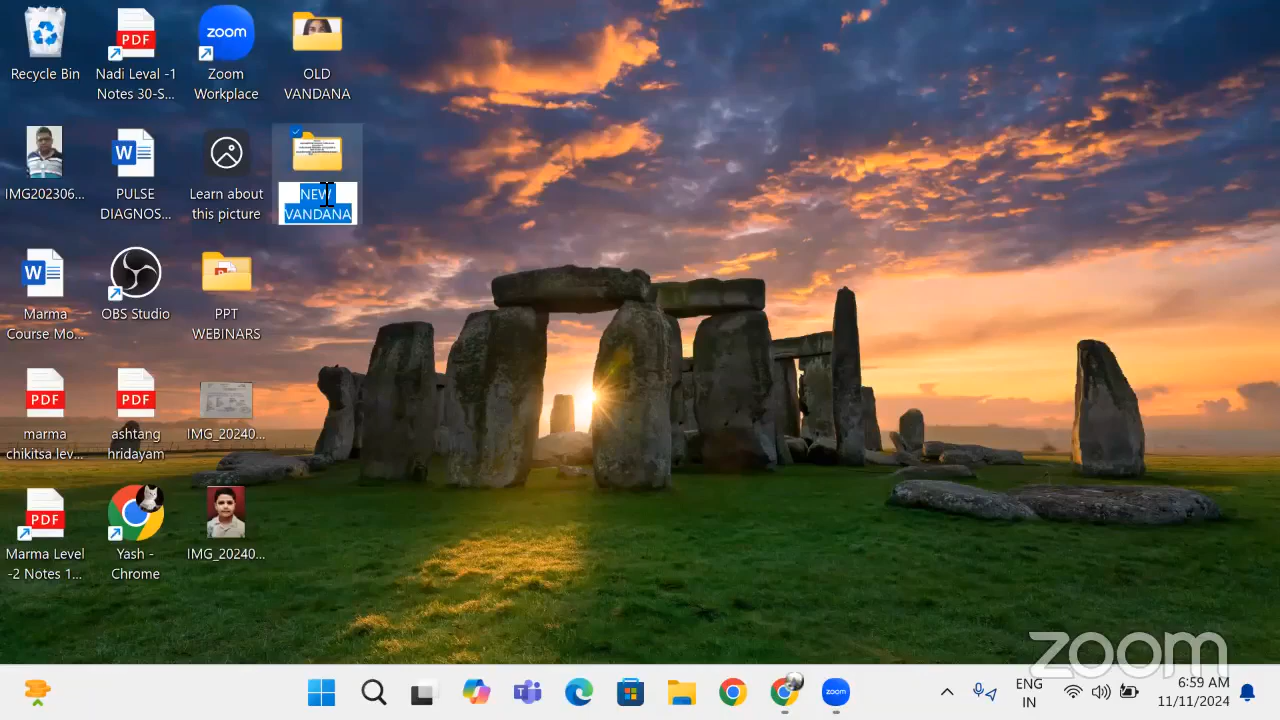 Recycle Bin
PDF
Nadi Leval -1
Notes 30-S...
zoom
Zoom
Workplace
OLD
VANDANA
IMG202306...
W
PULSE
DIAGNOS...
Learn about
this picture
NEW
VANDANA
W
Marma
Course Mo...
OBS Studio
PPT
WEBINARS
PDF
marma
chikitsa lev...
PDF
ashtang
hridayam
IMG_20240...
PDF
Marma Level
-2 Notes 1...
Yash -
Chrome
IMG_20240...
zoom
zoom
ENG
IN
6:59 AM
11/11/2024